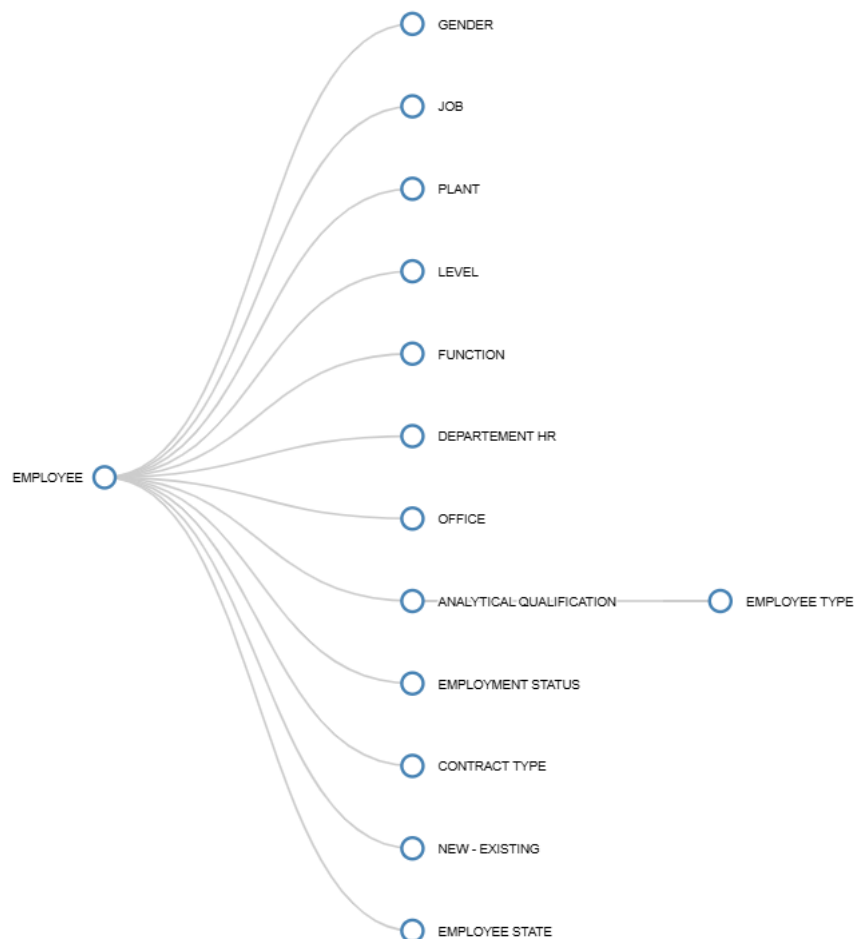 GENDER
JOB
PLANT
LEVEL
FUNCTION
DEPARTEMENT HR
EMPLOYEE
OFFICE
ANALYTICAL QUALIFICATION
EMPLOYEE TYPE
EMPLOYMENT STATUS
CONTRACT TYPE
NEW - EXISTING
EMPLOYEE STATE